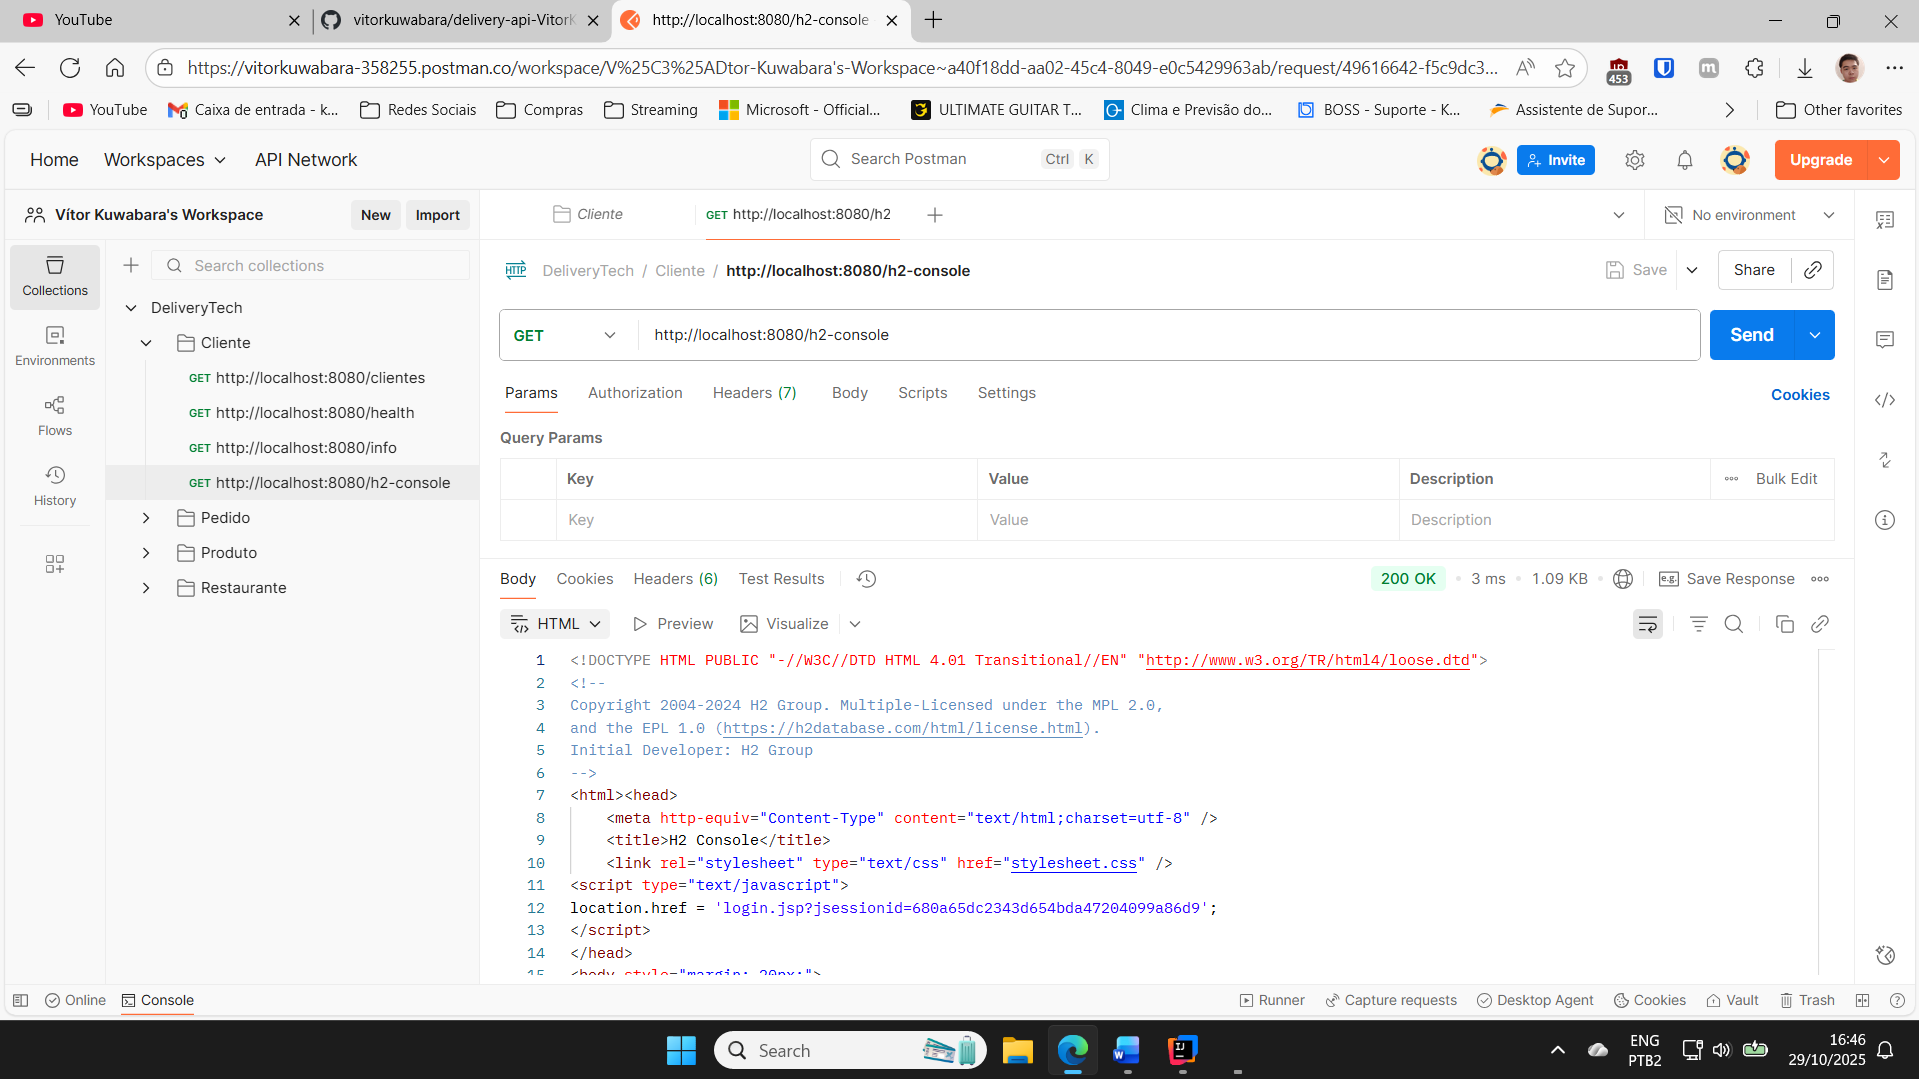 YouTube
vitorkuwabara/delivery-api-VitorK
http://localhost:8080/h2-console
https://vitorkuwabara-358255.postman.co/workspace/V%25C3%25ADtor-Kuwabara's-Workspace~a40f18dd-aa02-45c4-8049-e0c5429963ab/request/49616642-f5c9dc3...
453
YouTube
Caixa de entrada - k...
Redes Sociais
Compras
Streaming
Microsoft - Official...
ULTIMATE GUITAR T...
Clima e Previsão do...
BOSS - Suporte - K...
Assistente de Supor...
Other favorites
Home
Workspaces
API Network
Search Postman
Ctrl K
Invite
Upgrade
Vítor Kuwabara's Workspace
New
Import
Cliente
GET http://localhost:8080/h2
No environment
Collections
Environments
Flows
History
Search collections
DeliveryTech
Cliente
GET http://localhost:8080/clientes
GET http://localhost:8080/health
GET http://localhost:8080/info
GET http://localhost:8080/h2-console
Pedido
Produto
Restaurante
HTTP
DeliveryTech / Cliente / http://localhost:8080/h2-console
Save
Share
GET
http://localhost:8080/h2-console
Send
Params
Authorization
Headers (7)
Body
Scripts
Settings
Cookies
Query Params
Key Value Description
Bulk Edit
Key Value Description
Body
Cookies
Headers (6)
Test Results
200 OK
3 ms
1.09 KB
e.g. Save Response
HTML
Preview
Visualize
1 <!DOCTYPE HTML PUBLIC "-//W3C//DTD HTML 4.01 Transitional//EN" "http://www.w3.org/TR/html4/loose.dtd">
2 <!--
3 Copyright 2004-2024 H2 Group. Multiple-Licensed under the MPL 2.0,
4 and the EPL 1.0 (https://h2database.com/html/license.html).
5 Initial Developer: H2 Group
6 -->
7 <html><head>
8 <meta http-equiv="Content-Type" content="text/html;charset=utf-8" />
9 <title>H2 Console</title>
10 <link rel="stylesheet" type="text/css" href="stylesheet.css" />
11 <script type="text/javascript">
12 location.href = 'login.jsp?jsessionid=680a65dc2343d654bda47204099a86d9';
13 </script>
14 </head>
15 <body style="margin: 20px;">
Online
Console
Runner
Capture requests
Desktop Agent
Cookies
Vault
Trash
Search
ENG
PTB2
16:46
29/10/2025